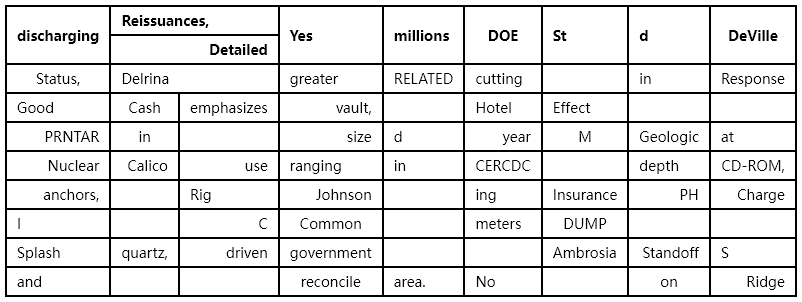 discharging Reissuances, Yes millions DOE St d DeVille
Detailed
Status, Delrina greater RELATED cutting in Response
Good Cash emphasizes vault, Hotel Effect
PRNTAR in size d year M Geologic at
Nuclear Calico use ranging in CERCDC depth CD-ROM,
anchors, Rig Johnson ing Insurance PH Charge
I C Common meters DUMP
Splash quartz, driven government Ambrosia Standoff S
and reconcile area. No on Ridge